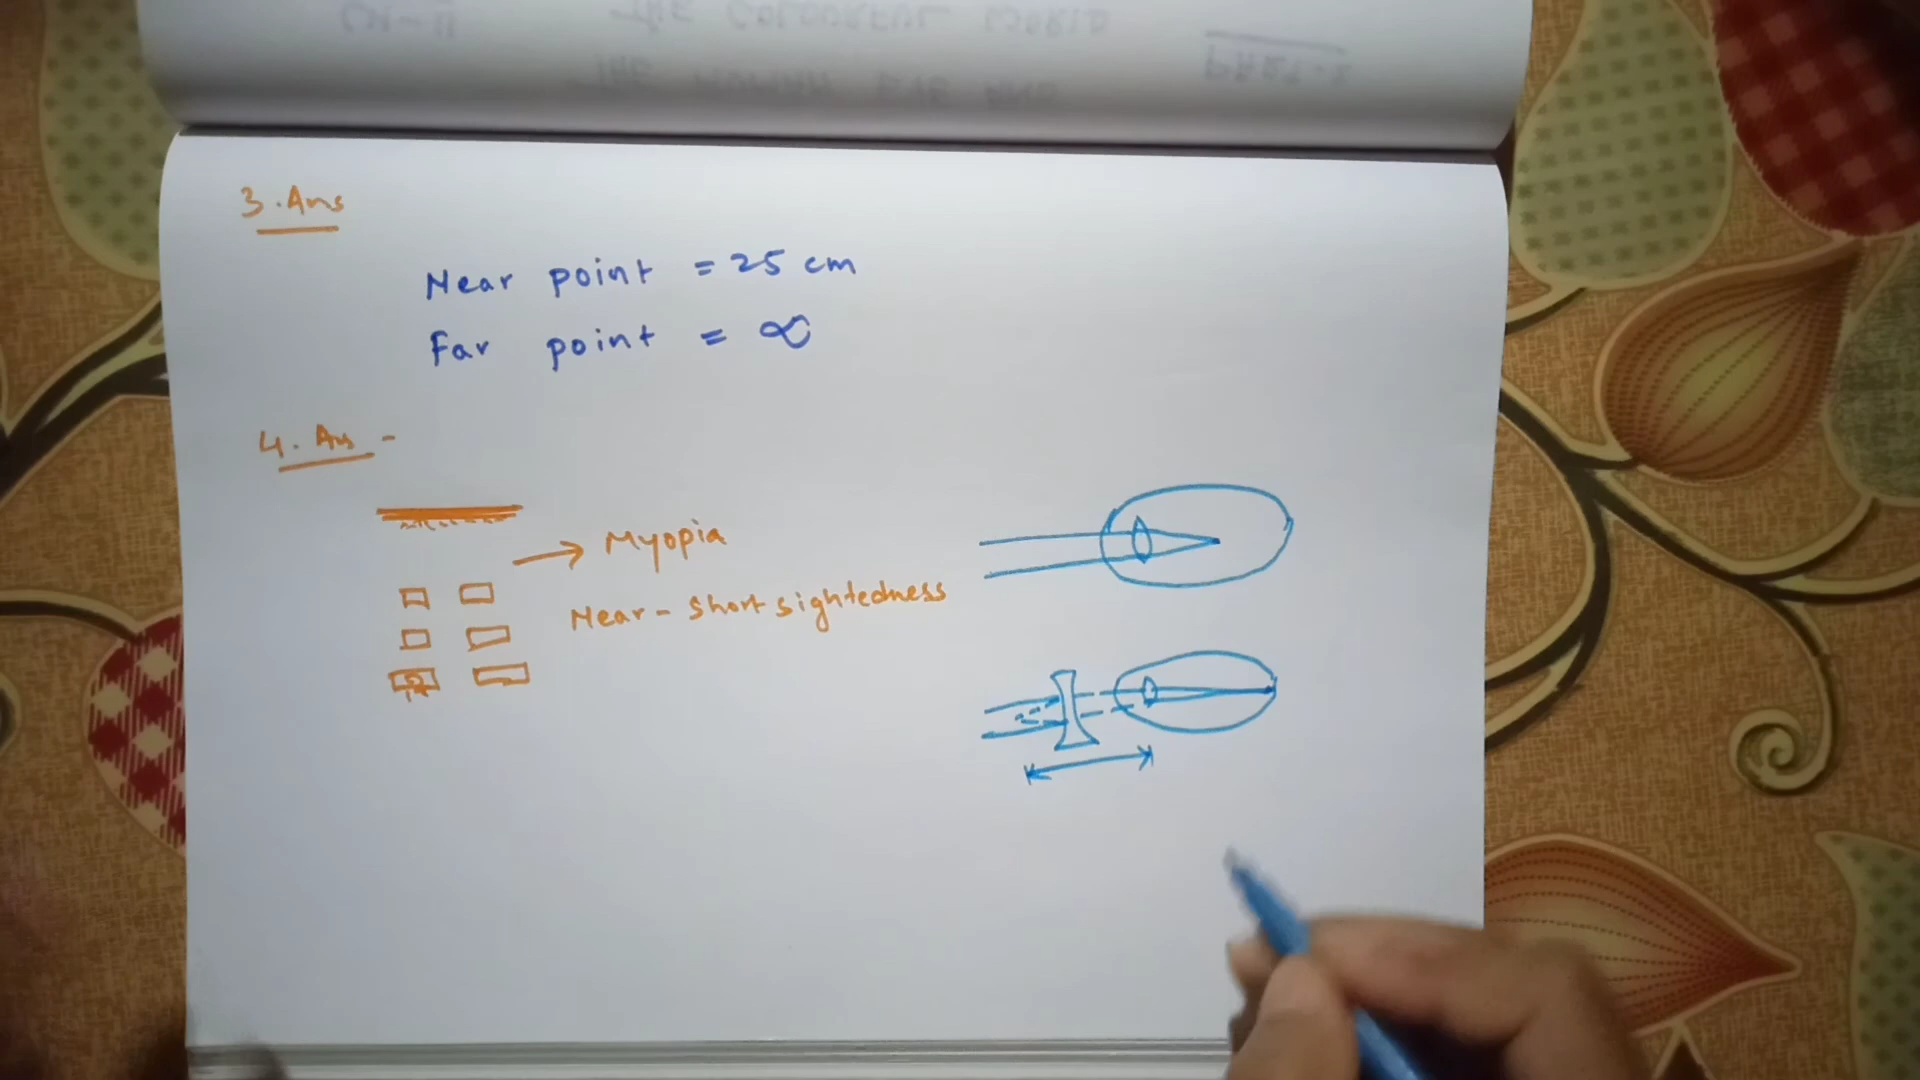 3. Ans
Near point = 25 cm
Far point = ∞
4. Ans -
Myopia
Near - Short sightedness